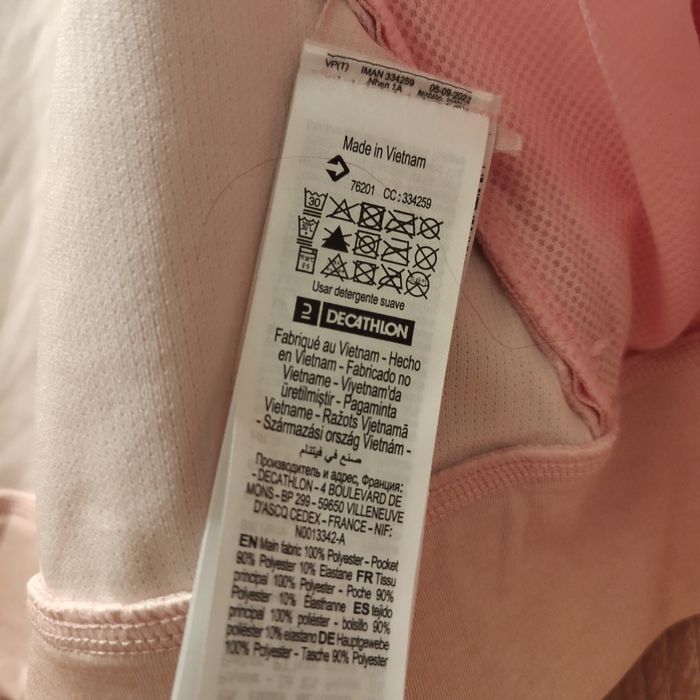 VP(T) IMAN 334259 05-09-2022
Nhan 1A
Made in Vietnam
76201 CC : 334259
30
30°C
Usar detergente suave
DECATHLON
Fabriqué au Vietnam - Hecho
en Vietnam - Fabricado no
Vietname - Viyetnam'da
üretilmiştir - Pagaminta
Vietname - Ražots Vjetnamā
- Származási ország Vietnám -
صنع في فيتنام
Производитель и адрес, Франция:
- DECATHLON - 4 BOULEVARD DE
MONS - BP 299 - 59650 VILLENEUVE
D'ASCQ CEDEX - FRANCE - NIF:
N0013342-A
EN Main fabric 100% Polyester - Pocket
90% Polyester 10% Elastane FR Tissu
principal 100% Polyester - Poche 90%
Polyester 10% Élasthanne ES tejido
principal 100% poliéster - bolsillo 90%
poliéster 10% elastano DE Hauptgewebe
100% Polyester - Tasche 90% Polyester